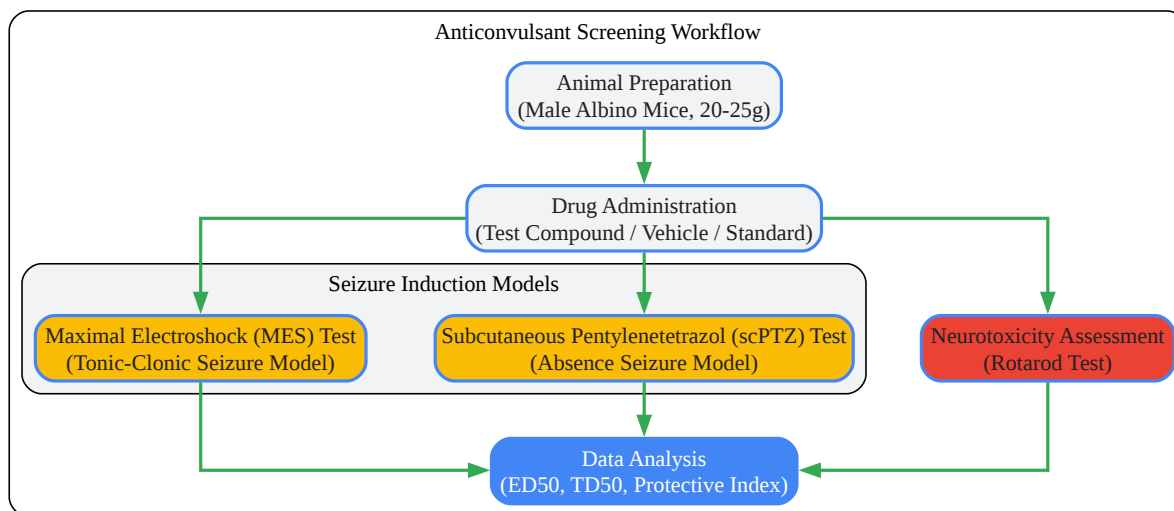 Anticonvulsant Screening Workflow
Animal Preparation
(Male Albino Mice, 20-25g)
Drug Administration
(Test Compound / Vehicle / Standard)
Seizure Induction Models
Maximal Electroshock (MES) Test
(Tonic-Clonic Seizure Model)
Subcutaneous Pentylenetetrazol (scPTZ) Test
(Absence Seizure Model)
Neurotoxicity Assessment
(Rotarod Test)
Data Analysis
(ED50, TD50, Protective Index)